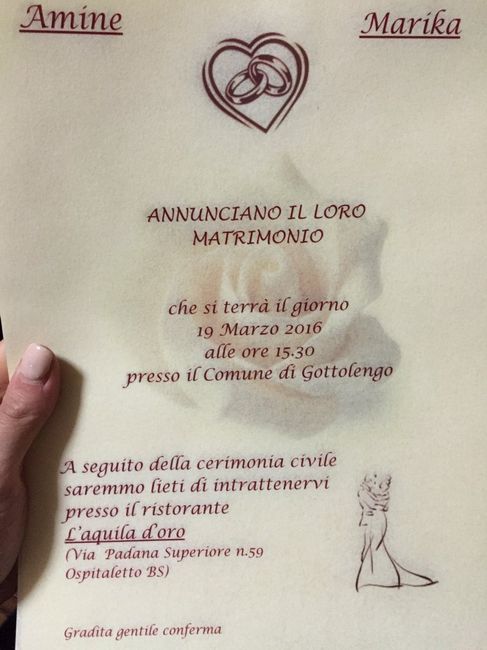 Amine Marika
ANNUNCIANO IL LORO
MATRIMONIO
che si terrà il giorno
19 Marzo 2016
alle ore 15.30
presso il Comune di Gottolengo
A seguito della cerimonia civile
saremmo lieti di intrattenervi
presso il ristorante
L'aquila d'oro
(Via Padana Superiore n.59
Ospitaletto BS)
Gradita gentile conferma